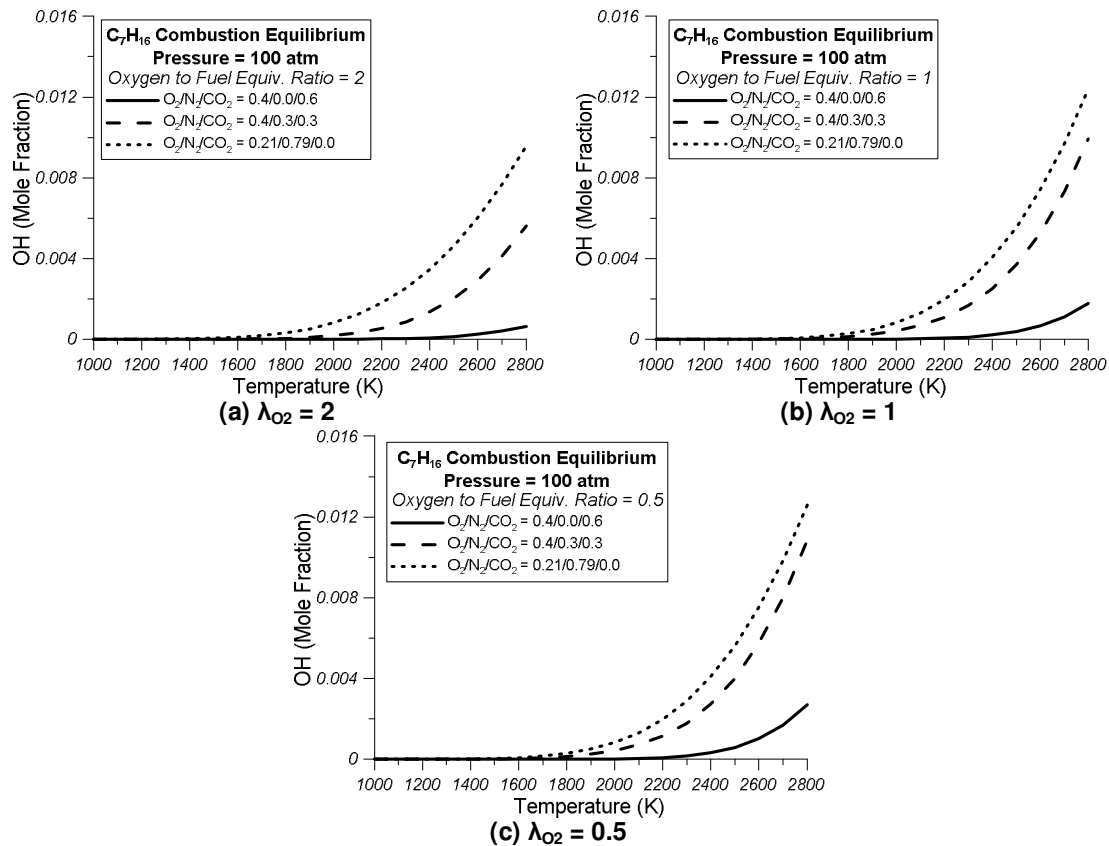 C₇H₁₆ Combustion Equilibrium
Pressure = 100 atm
Oxygen to Fuel Equiv. Ratio = 2
O₂/N₂/CO₂ = 0.4/0.0/0.6
O₂/N₂/CO₂ = 0.4/0.3/0.3
O₂/N₂/CO₂ = 0.21/0.79/0.0
0.016
0.012
0.008
0.004
0
OH (Mole Fraction)
1000 1200 1400 1600 1800 2000 2200 2400 2600 2800
Temperature (K)
(a) λO2 = 2
C₇H₁₆ Combustion Equilibrium
Pressure = 100 atm
Oxygen to Fuel Equiv. Ratio = 1
O₂/N₂/CO₂ = 0.4/0.0/0.6
O₂/N₂/CO₂ = 0.4/0.3/0.3
O₂/N₂/CO₂ = 0.21/0.79/0.0
0.016
0.012
0.008
0.004
0
OH (Mole Fraction)
1000 1200 1400 1600 1800 2000 2200 2400 2600 2800
Temperature (K)
(b) λO2 = 1
C₇H₁₆ Combustion Equilibrium
Pressure = 100 atm
Oxygen to Fuel Equiv. Ratio = 0.5
O₂/N₂/CO₂ = 0.4/0.0/0.6
O₂/N₂/CO₂ = 0.4/0.3/0.3
O₂/N₂/CO₂ = 0.21/0.79/0.0
0.016
0.012
0.008
0.004
0
OH (Mole Fraction)
1000 1200 1400 1600 1800 2000 2200 2400 2600 2800
Temperature (K)
(c) λO2 = 0.5